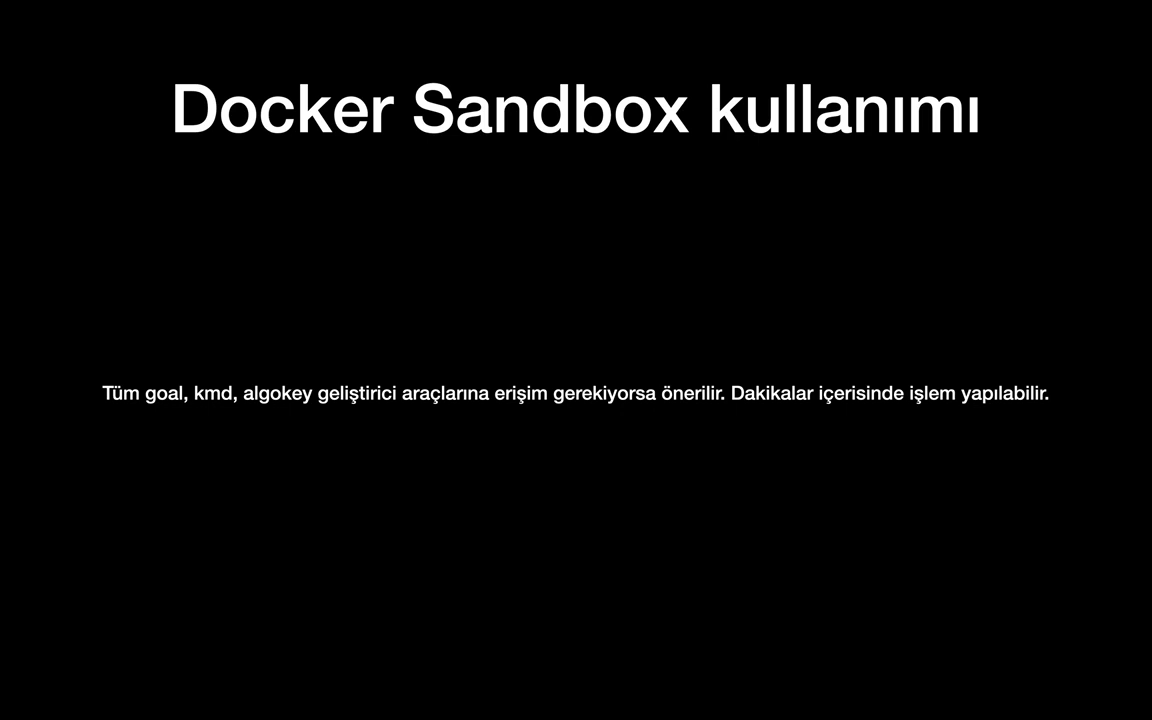 Docker Sandbox kullanımı
Tüm goal, kmd, algokey geliştirici araçlarına erişim gerekiyorsa önerilir. Dakikalar içerisinde işlem yapılabilir.